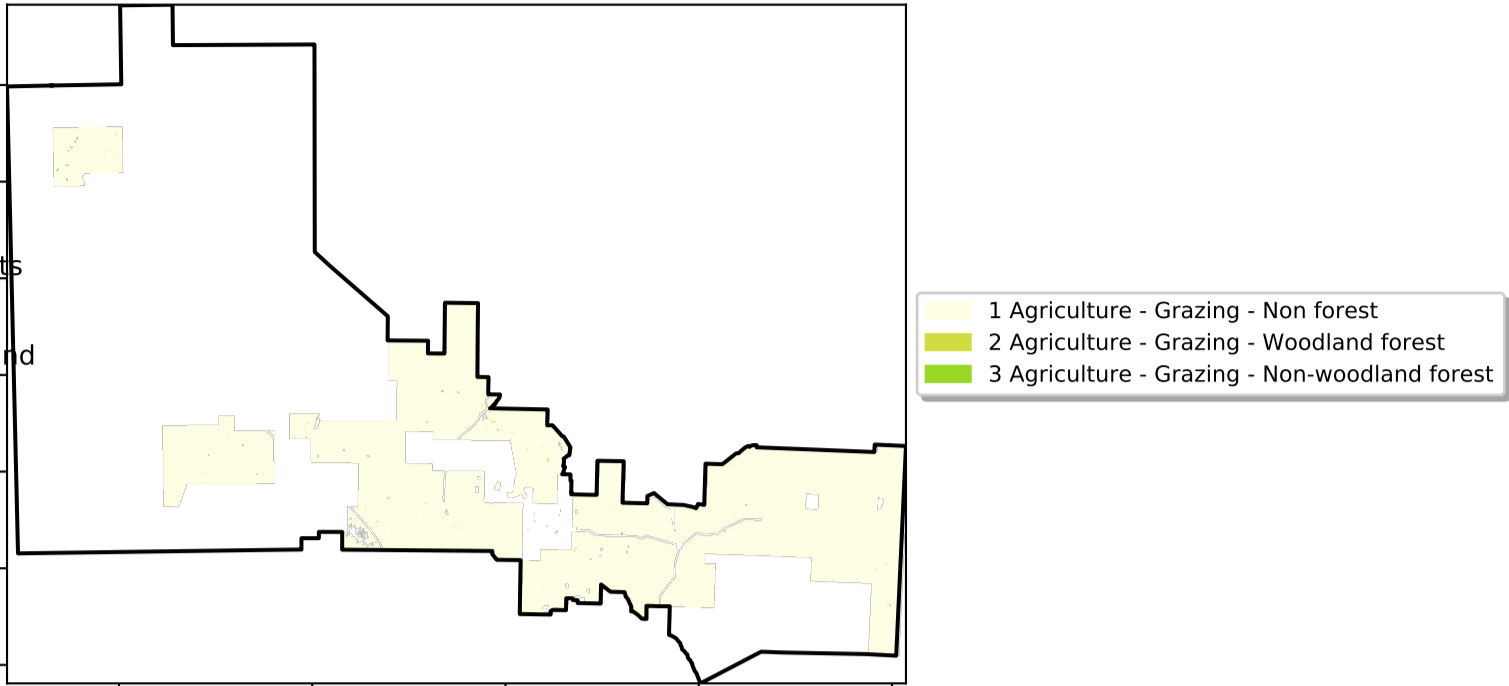 ts
nd
1 Agriculture - Grazing - Non forest
2 Agriculture - Grazing - Woodland forest
3 Agriculture - Grazing - Non-woodland forest